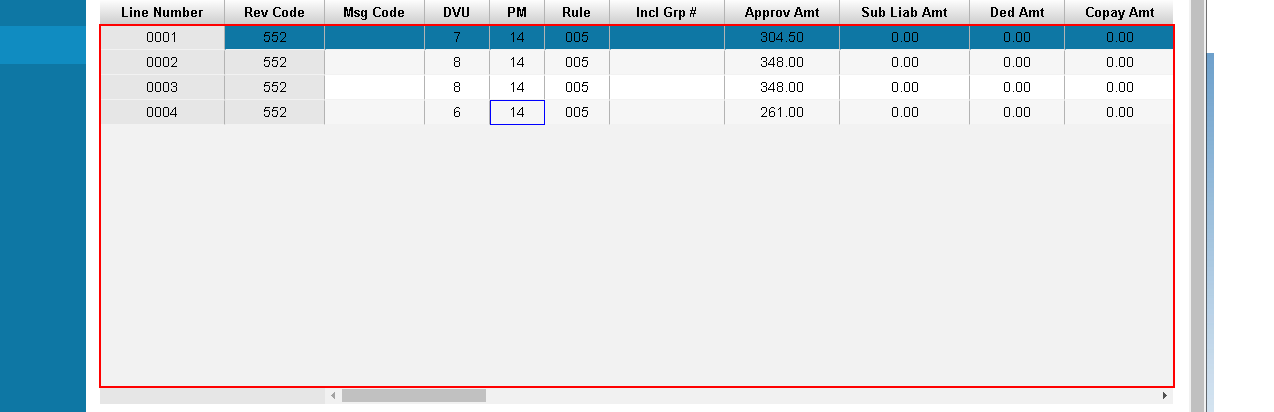 Line Number Rev Code Msg Code DVU PM Rule Incl Grp # Approv Amt Sub Liab Amt Ded Amt Copay Amt
0001 552 7 14 005 304.50 0.00 0.00 0.00
0002 552 8 14 005 348.00 0.00 0.00 0.00
0003 552 8 14 005 348.00 0.00 0.00 0.00
0004 552 6 14 005 261.00 0.00 0.00 0.00